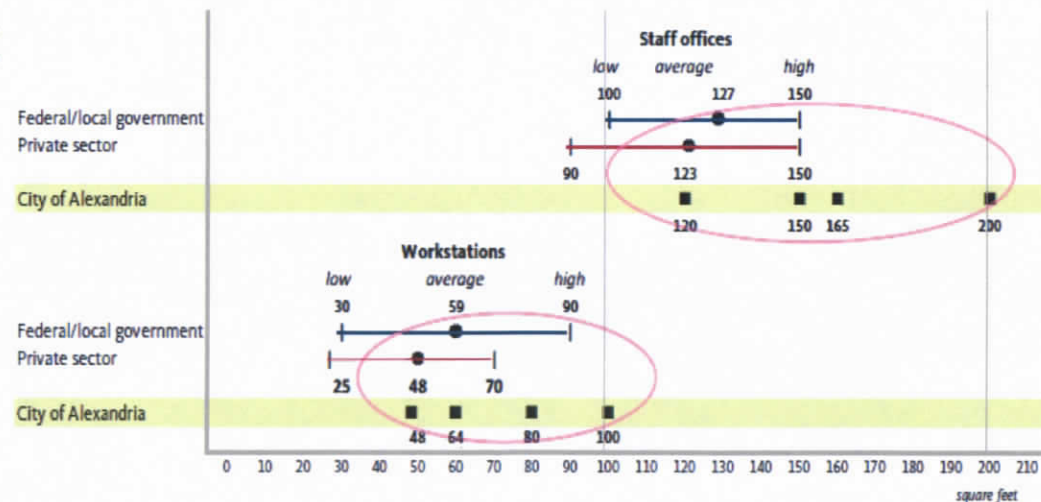 Staff offices
low average high
100 127 150
Federal/local government
Private sector
90 123 150
City of Alexandria
120 150 165 200
Workstations
low average high
30 59 90
Federal/local government
Private sector
25 48 70
City of Alexandria
48 64 80 100
0 10 20 30 40 50 60 70 80 90 100 110 120 130 140 150 160 170 180 190 200 210
square feet